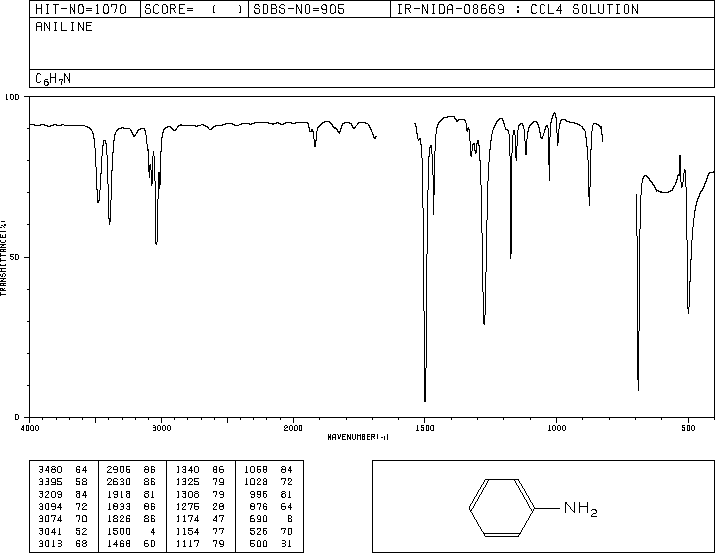 HIT-NO=1070 SCORE= ( ) SDBS-NO=905 IR-NIDA-08669 : CCL4 SOLUTION
ANILINE
C6H7N
100
50
0
TRANSMITTANCE(%)
4000 3000 2000 1500 1000 500
WAVENUMBER(-1)
3480 64 2906 86 1340 86 1058 84
3395 58 2630 86 1325 79 1028 72
3209 84 1918 81 1308 79 996 81
3094 72 1833 86 1276 28 876 64
3074 70 1826 86 1174 47 690 8
3041 52 1500 4 1154 77 526 70
3013 68 1468 60 1117 79 500 31
NH2